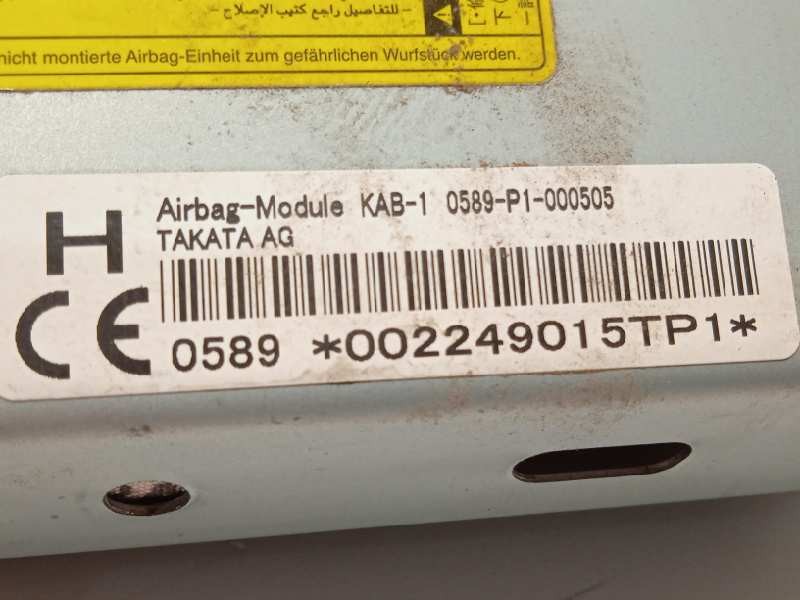 للتفاصيل راجع كتيب الإصلاح
nicht montierte Airbag-Einheit zum gefährlichen Wurfstück werden.
H
Airbag-Module KAB-1 0589-P1-000505
TAKATA AG
CE
0589 *002249015TP1*